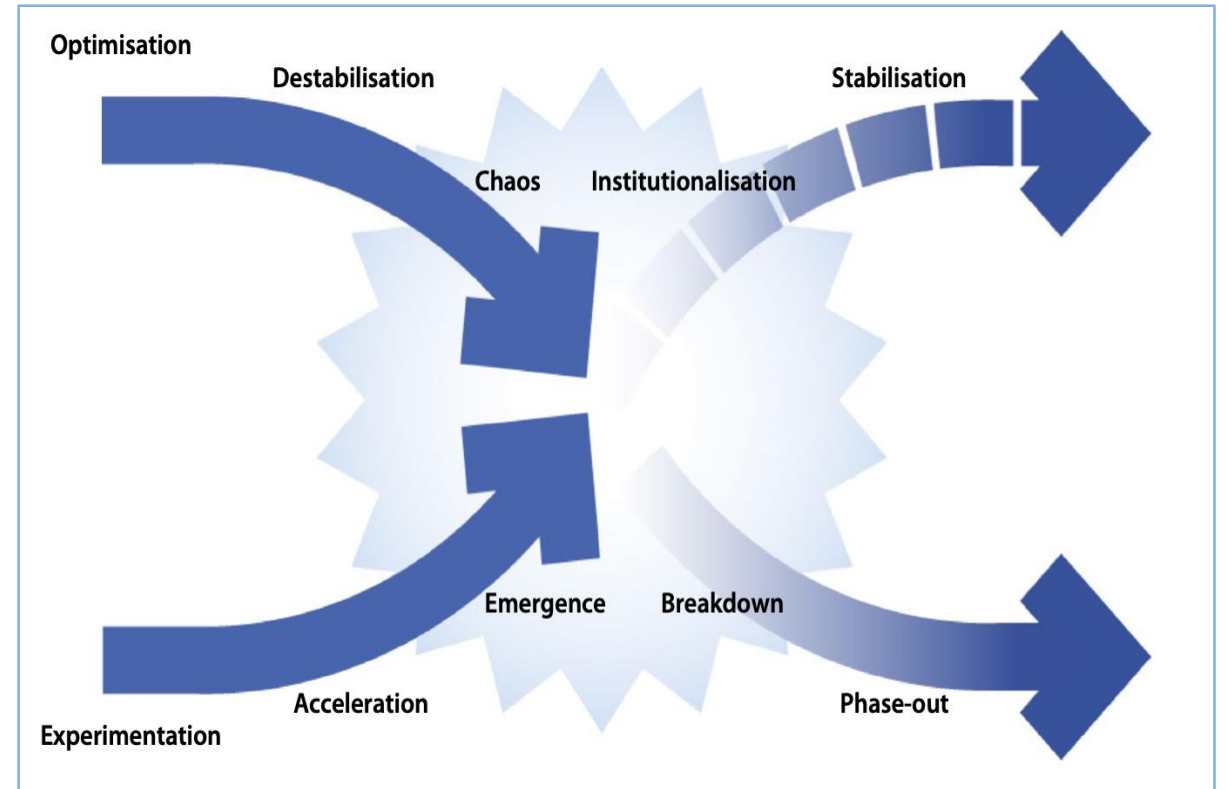 Optimisation
Destabilisation
Stabilisation
Chaos
Institutionalisation
Emergence
Breakdown
Acceleration
Phase-out
Experimentation